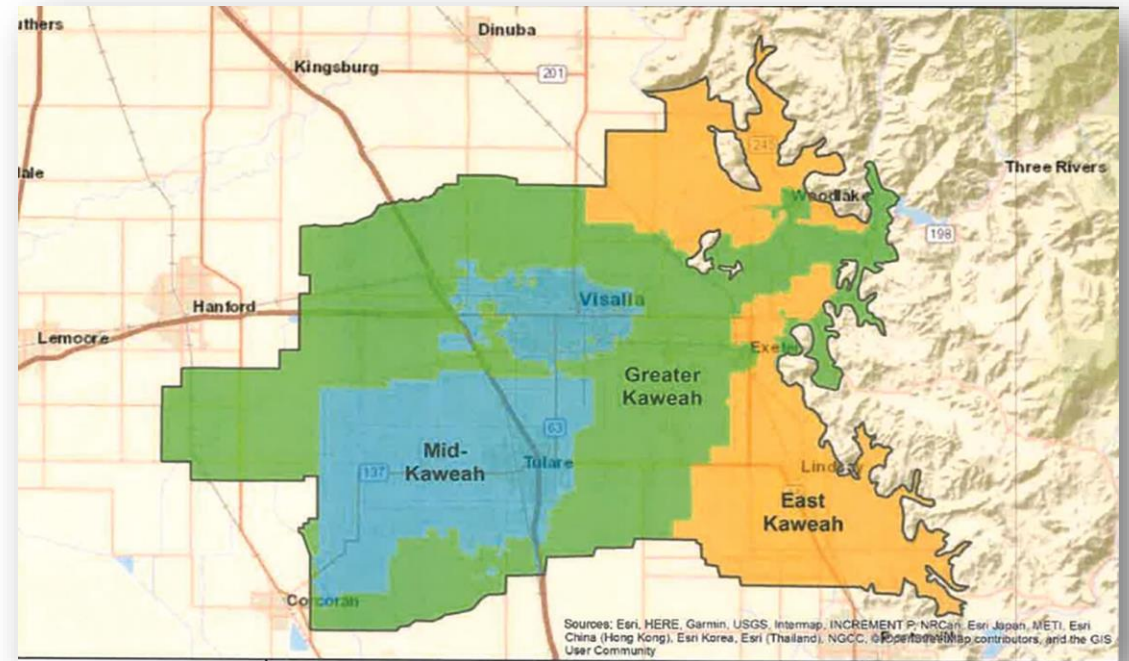 uthers
Dinuba
Kingsburg
201
245
Three Rivers
Woodlake
198
Hanford
Visalia
Lemoore
Exeter
Greater
Kaweah
63
Mid-
Kaweah
Tulare
137
Lindsay
East
Kaweah
Corcoran
Sources: Esri, HERE, Garmin, USGS, Intermap, INCREMENT P, NRCan, Esri Japan, METI, Esri
China (Hong Kong), Esri Korea, Esri (Thailand), NGCC, © OpenStreetMap contributors, and the GIS
User Community